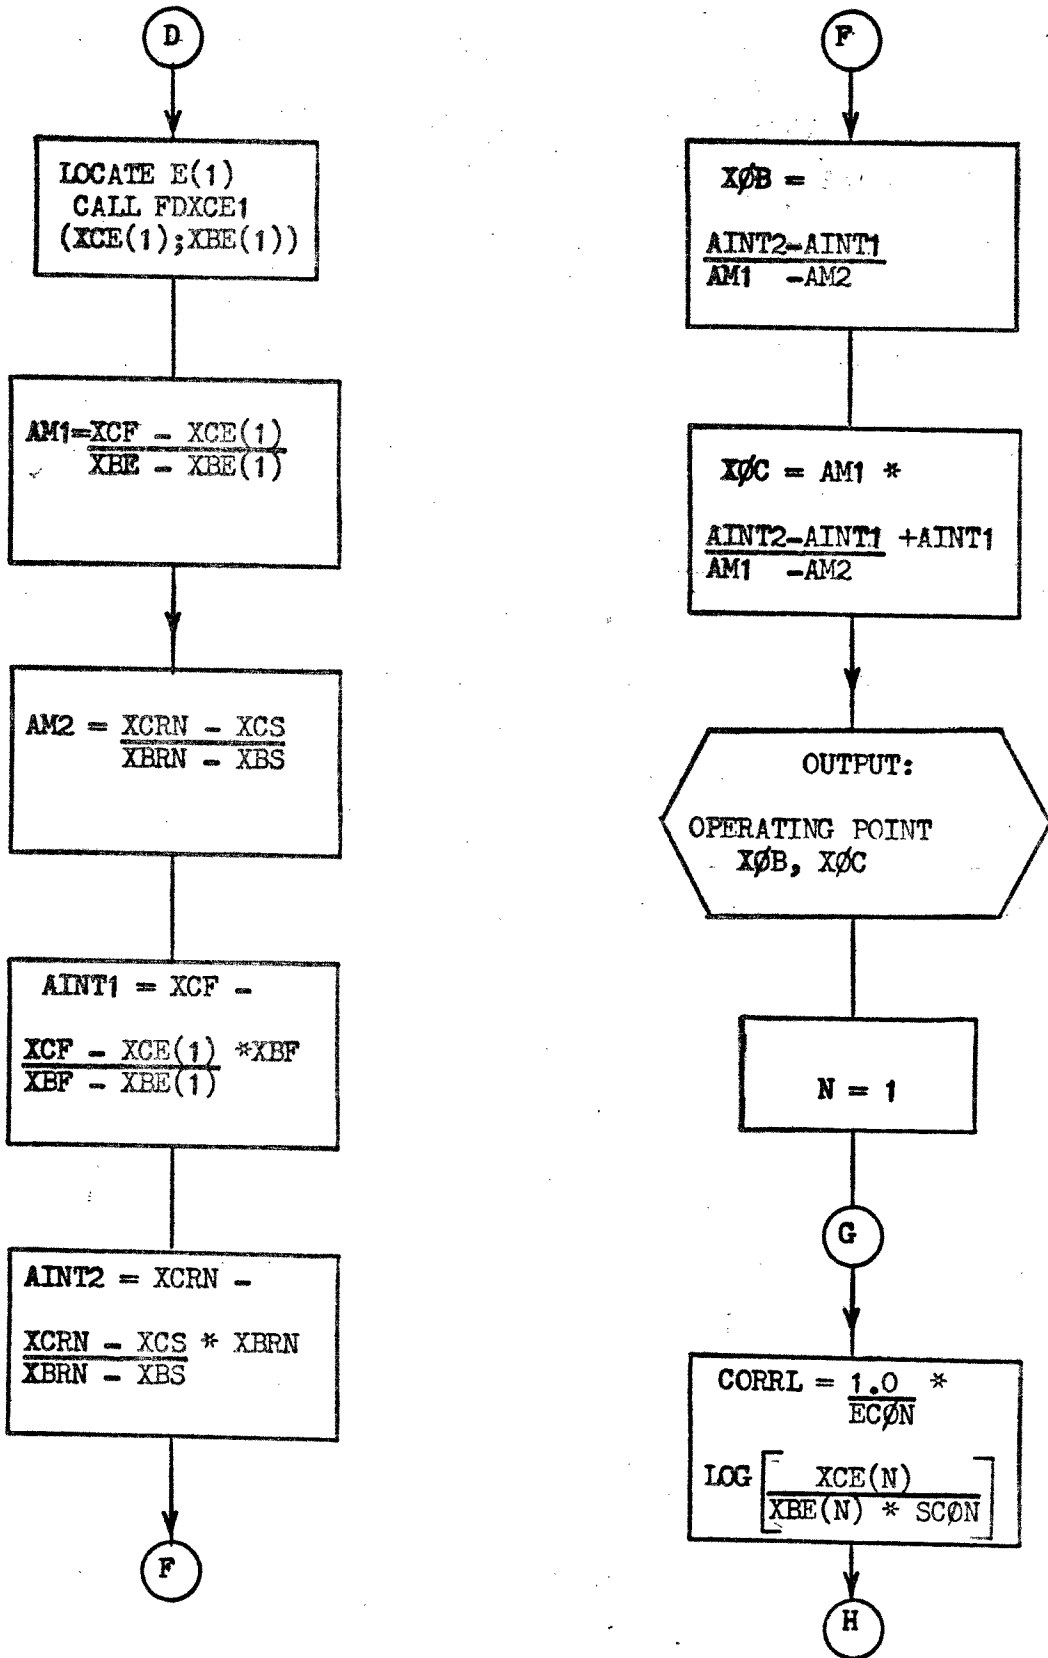 D
LOCATE E(1)
CALL FDXCE1
(XCE(1);XBE(1))
AM1=XCF - XCE(1)
XBE - XBE(1)
AM2 = XCRN - XCS
XBRN - XBS
AINT1 = XCF -
XCF - XCE(1) *XBF
XBF - XBE(1)
AINT2 = XCRN -
XCRN - XCS * XBRN
XBRN - XBS
F
F
XØB =
AINT2-AINT1
AM1 -AM2
XØC = AM1 *
AINT2-AINT1 +AINT1
AM1 -AM2
OUTPUT:
OPERATING POINT
XØB, XØC
N = 1
G
CORRL = 1.0 *
ECØN
LOG [ XCE(N) ]
XBE(N) * SCØN
H